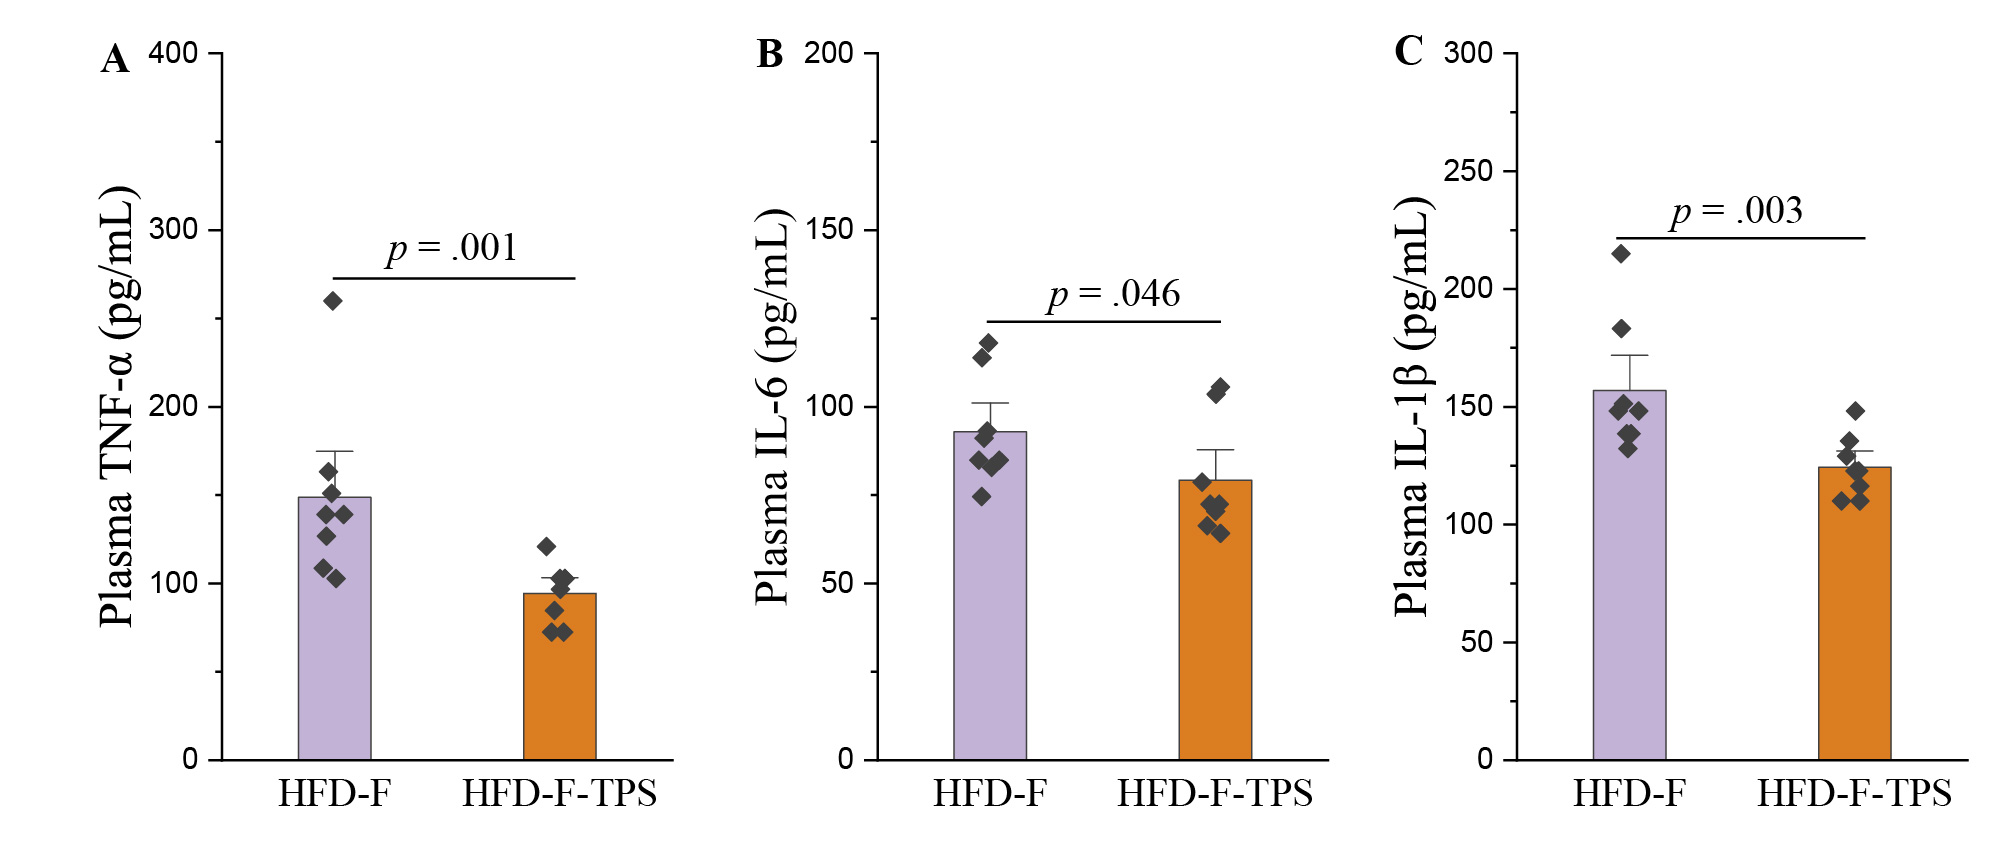 A
400
300
200
100
0
Plasma TNF-α (pg/mL)
p = .001
HFD-F
HFD-F-TPS
B
200
150
100
50
0
Plasma IL-6 (pg/mL)
p = .046
HFD-F
HFD-F-TPS
C
300
250
200
150
100
50
0
Plasma IL-1β (pg/mL)
p = .003
HFD-F
HFD-F-TPS